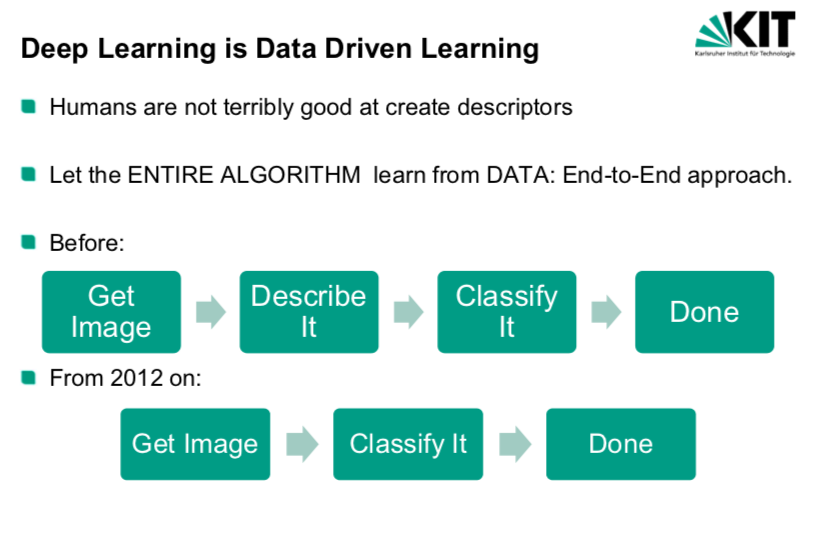 KIT
Karlsruher Institut für Technologie
Deep Learning is Data Driven Learning
Humans are not terribly good at create descriptors
Let the ENTIRE ALGORITHM learn from DATA: End-to-End approach.
Before:
Get
Image
Describe
It
Classify
It
Done
From 2012 on:
Get Image
Classify It
Done